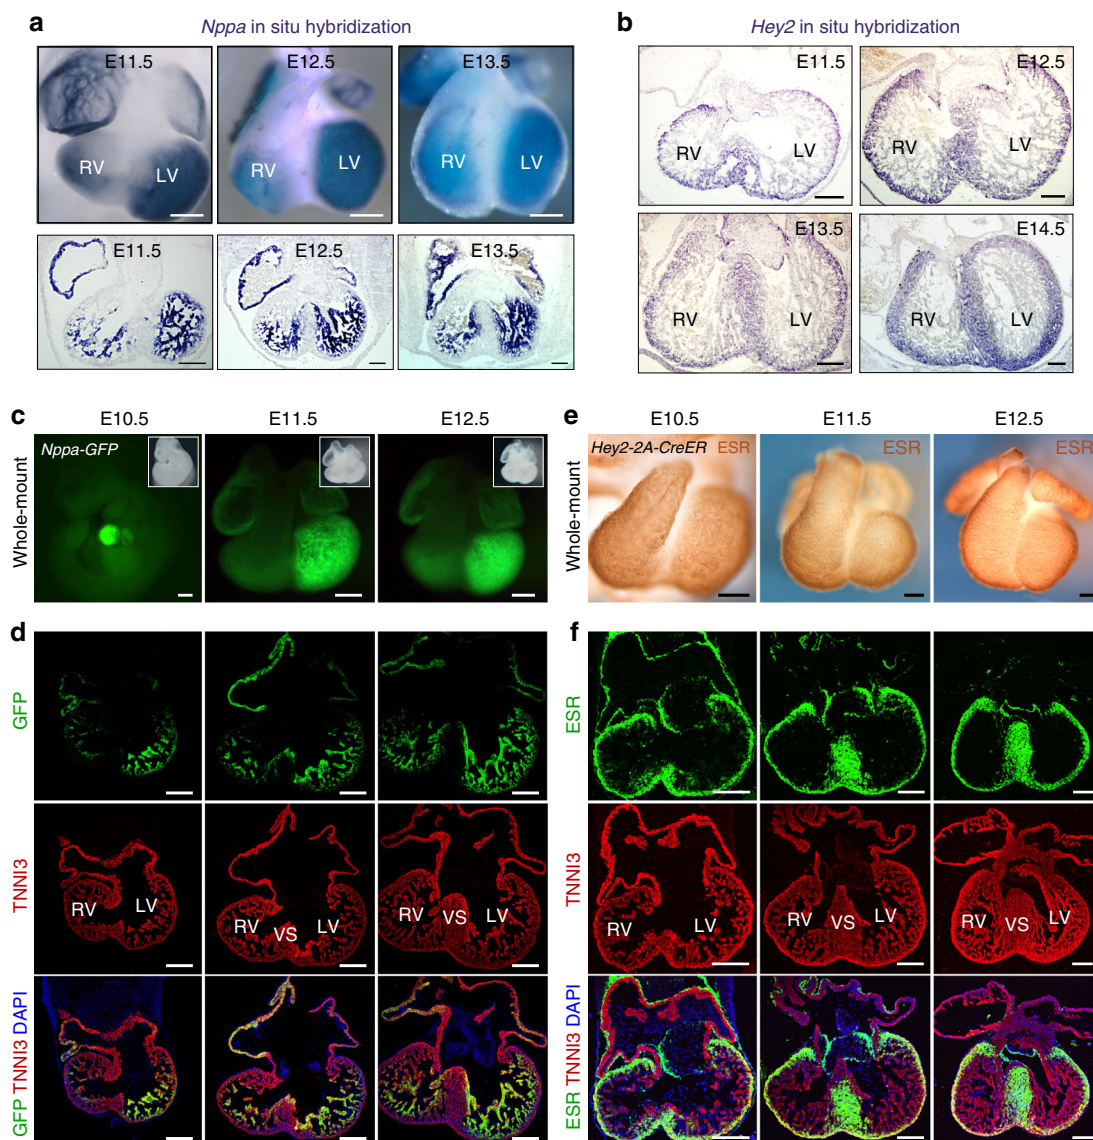 a
Nppa in situ hybridization
E11.5
E12.5
E13.5
RV
LV
RV
LV
RV
LV
E11.5
E12.5
E13.5
b
Hey2 in situ hybridization
E11.5
E12.5
RV
LV
RV
LV
E13.5
E14.5
RV
LV
RV
LV
c
E10.5
E11.5
E12.5
Whole-mount
Nppa-GFP
d
GFP
TNNI3
RV
LV
RV
VS
LV
RV
VS
LV
GFP TNNI3 DAPI
e
E10.5
E11.5
E12.5
Whole-mount
Hey2-2A-CreER ESR
ESR
ESR
f
ESR
TNNI3
RV
LV
RV
VS
LV
RV
VS
LV
ESR TNNI3 DAPI